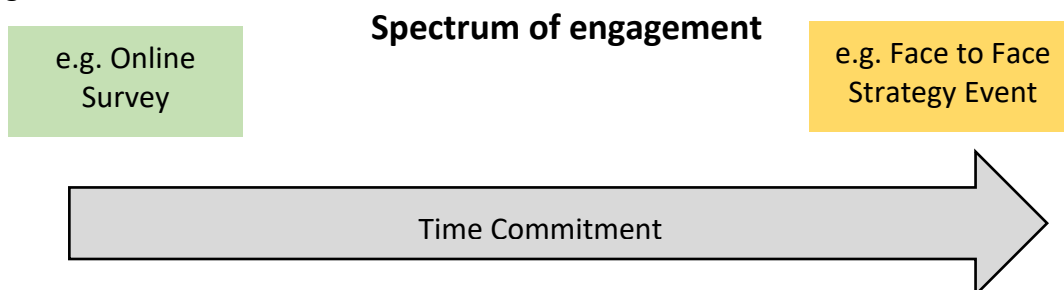 Spectrum of engagement
e.g. Online
Survey
e.g. Face to Face
Strategy Event
Time Commitment